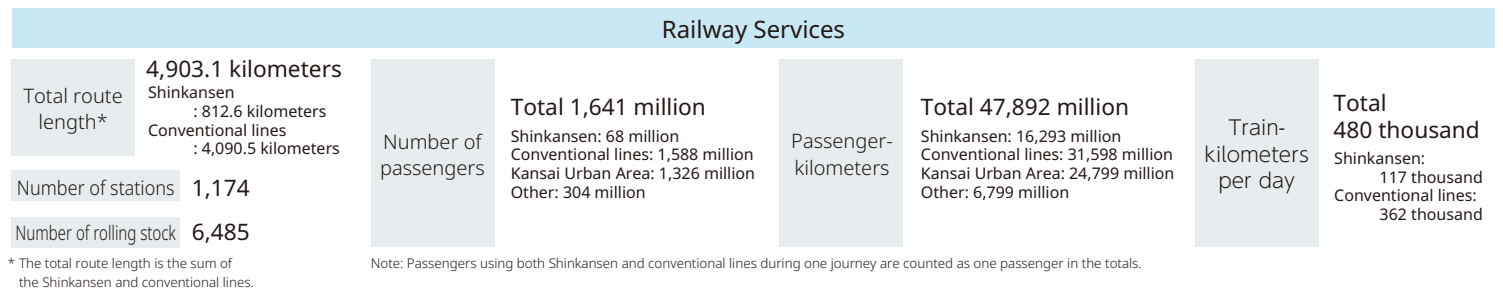 Railway Services
Total route
length*
4,903.1 kilometers
Shinkansen
: 812.6 kilometers
Conventional lines
: 4,090.5 kilometers
Number of stations
1,174
Number of rolling stock
6,485
* The total route length is the sum of
the Shinkansen and conventional lines.
Number of
passengers
Total 1,641 million
Shinkansen: 68 million
Conventional lines: 1,588 million
Kansai Urban Area: 1,326 million
Other: 304 million
Passenger-
kilometers
Total 47,892 million
Shinkansen: 16,293 million
Conventional lines: 31,598 million
Kansai Urban Area: 24,799 million
Other: 6,799 million
Train-
kilometers
per day
Total
480 thousand
Shinkansen:
117 thousand
Conventional lines:
362 thousand
Note: Passengers using both Shinkansen and conventional lines during one journey are counted as one passenger in the totals.